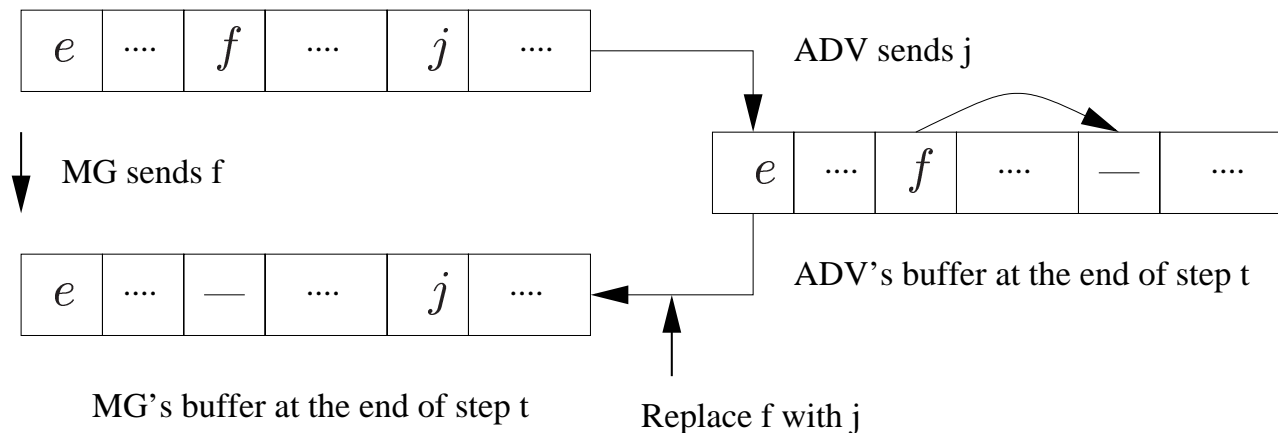 e .... f .... j ....
ADV sends j
MG sends f
e .... f .... — ....
ADV's buffer at the end of step t
e .... — .... j ....
MG's buffer at the end of step t
Replace f with j